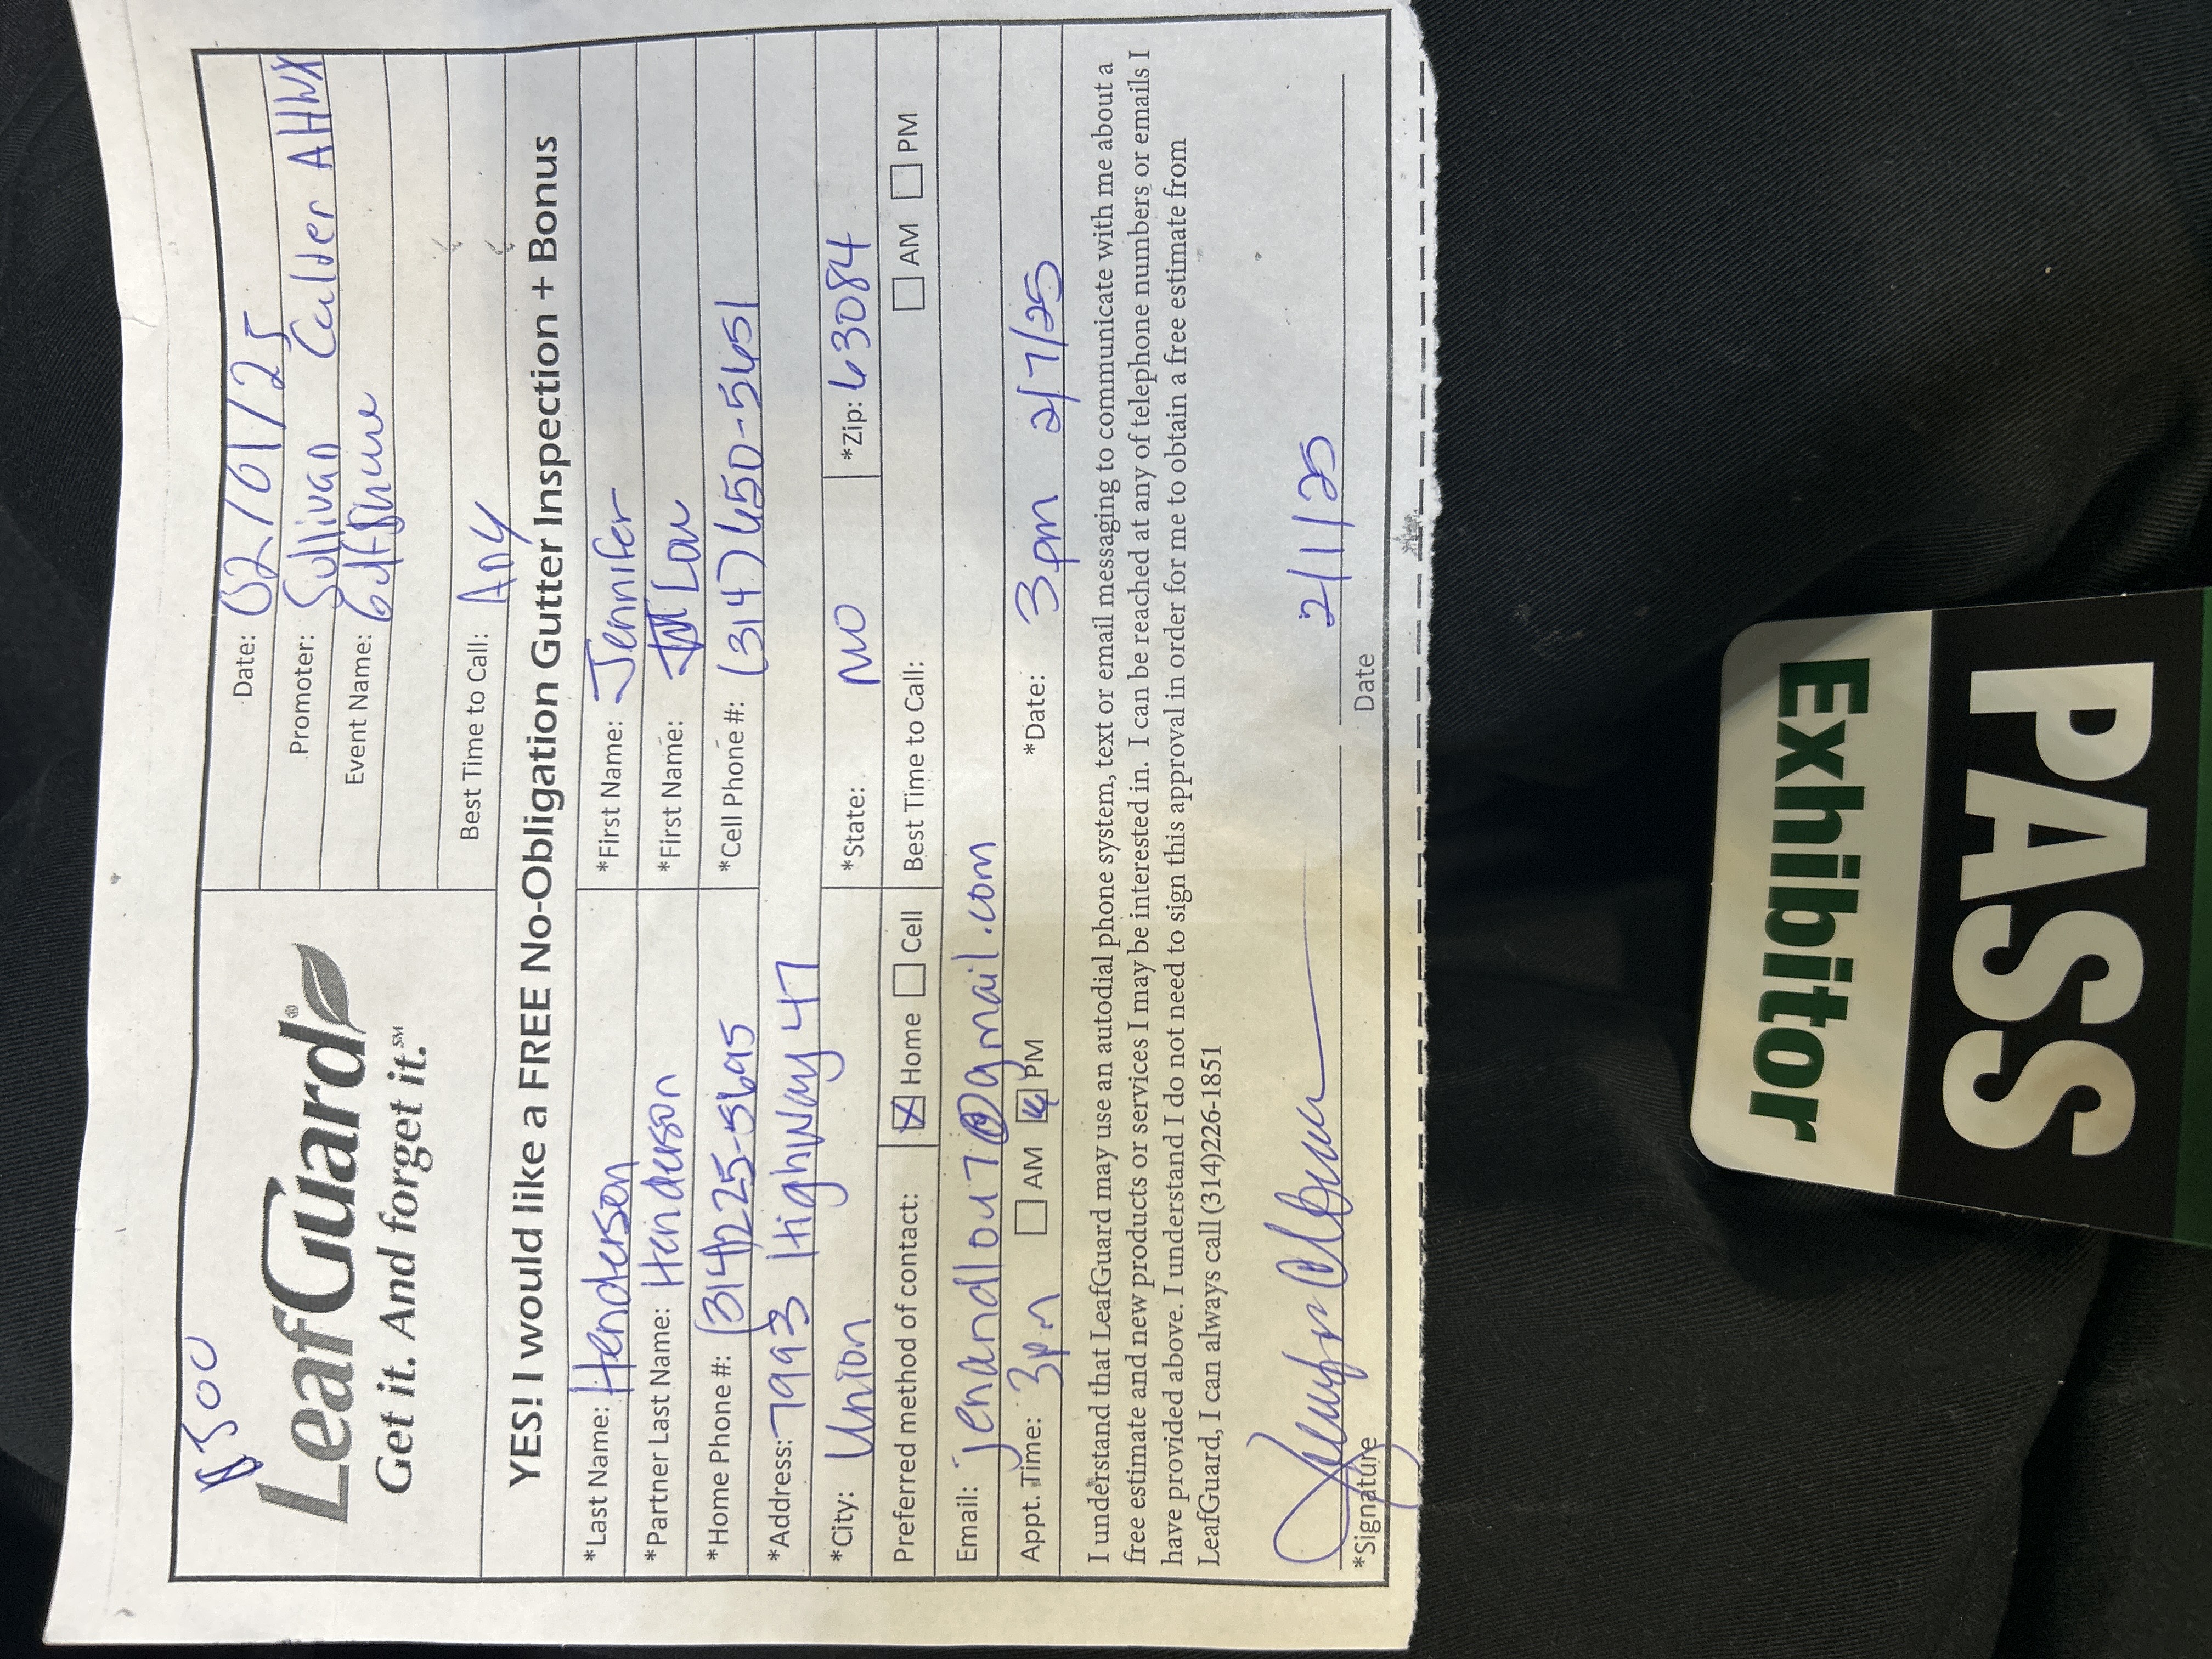 $500
LeafGuard®
Get it. And forget it.℠
Date: 02/01/25
Promoter: Sullivan Calder AHWX
Event Name:
Best Time to Call: Any
YES! I would like a FREE No-Obligation Gutter Inspection + Bonus
*Last Name: Henderson *First Name: Jennifer
*Partner Last Name: Henderson *First Name: Lou
*Home Phone #: (314)225-5695 *Cell Phone #: (314)650-5651
*Address: 7993 Highway 47
*City: Union *State: MO *Zip: 63084
Preferred method of contact: Home Cell Best Time to Call: AM PM
Email: jenandlou7@gmail.com
Appt. Time: 3pm AM PM *Date: 3pm 2/7/25
I understand that LeafGuard may use an autodial phone system, text or email messaging to communicate with me about a
free estimate and new products or services I may be interested in. I can be reached at any of telephone numbers or emails I
have provided above. I understand I do not need to sign this approval in order for me to obtain a free estimate from
LeafGuard, I can always call (314)226-1851
2/1/25
*Signature Date
Exhibitor
PASS